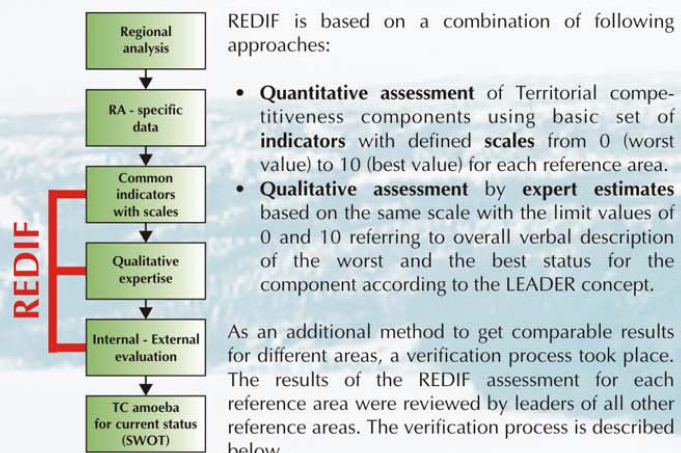 Regional
analysis
RA - specific
data
Common
indicators
with scales
Qualitative
expertise
Internal - External
evaluation
TC amoeba
for current status
(SWOT)
REDIF
REDIF is based on a combination of following
approaches:
• Quantitative assessment of Territorial compe-
titiveness components using basic set of
indicators with defined scales from 0 (worst
value) to 10 (best value) for each reference area.
• Qualitative assessment by expert estimates
based on the same scale with the limit values of
0 and 10 referring to overall verbal description
of the worst and the best status for the
component according to the LEADER concept.
As an additional method to get comparable results
for different areas, a verification process took place.
The results of the REDIF assessment for each
reference area were reviewed by leaders of all other
reference areas. The verification process is described
below.